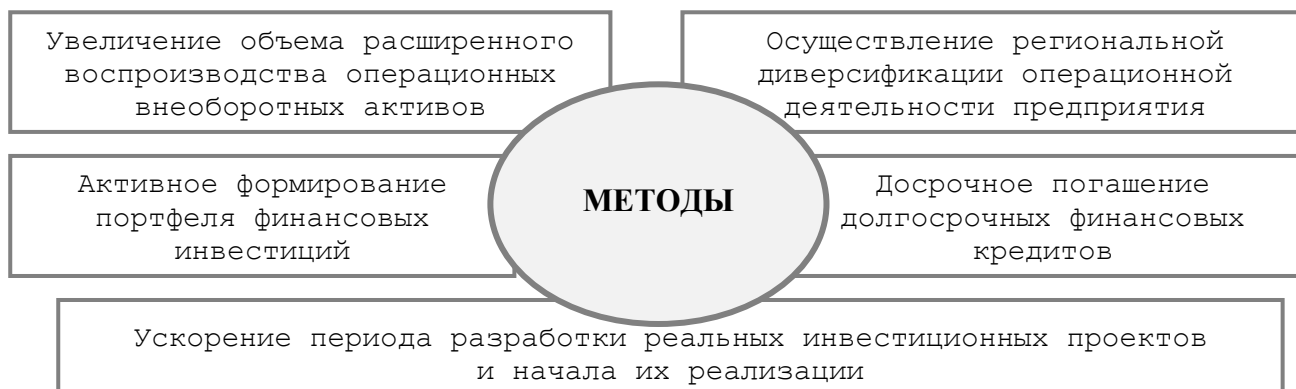 Увеличение объема расширенного
воспроизводства операционных
внеоборотных активов
Осуществление региональной
диверсификации операционной
деятельности предприятия
Активное формирование
портфеля финансовых
инвестиций
МЕТОДЫ
Досрочное погашение
долгосрочных финансовых
кредитов
Ускорение периода разработки реальных инвестиционных проектов
и начала их реализации